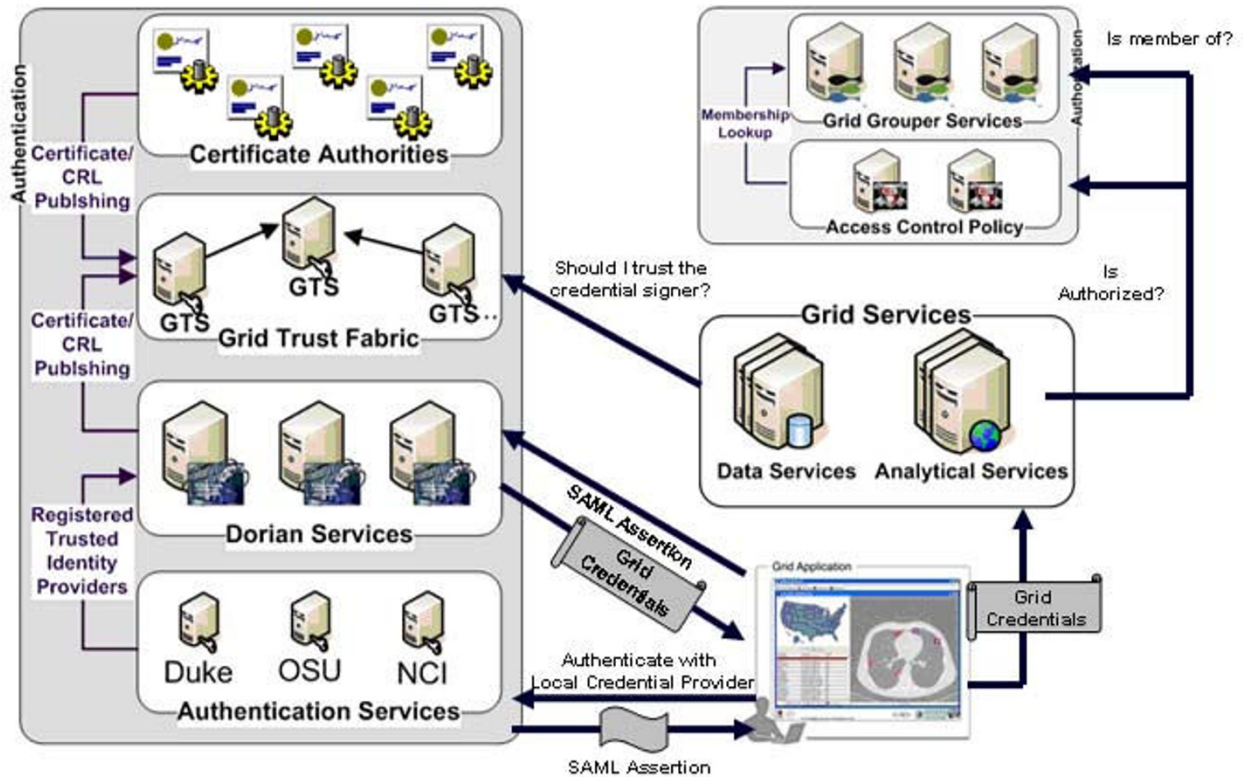 Authentication
Certificate Authorities
Certificate/
CRL
Publshing
GTS
GTS
GTS..
Grid Trust Fabric
Certificate/
CRL
Publshing
Dorian Services
Registered
Trusted
Identity
Providers
Duke
OSU
NCI
Authentication Services
Authorization
Grid Grouper Services
Membership
Lookup
Access Control Policy
Is member of?
Is
Authorized?
Should I trust the
credential signer?
Grid Services
Data Services
Analytical Services
SAML Assertion
Grid
Credentials
Grid Application
Grid
Credentials
Authenticate with
Local Credential Provider
SAML Assertion